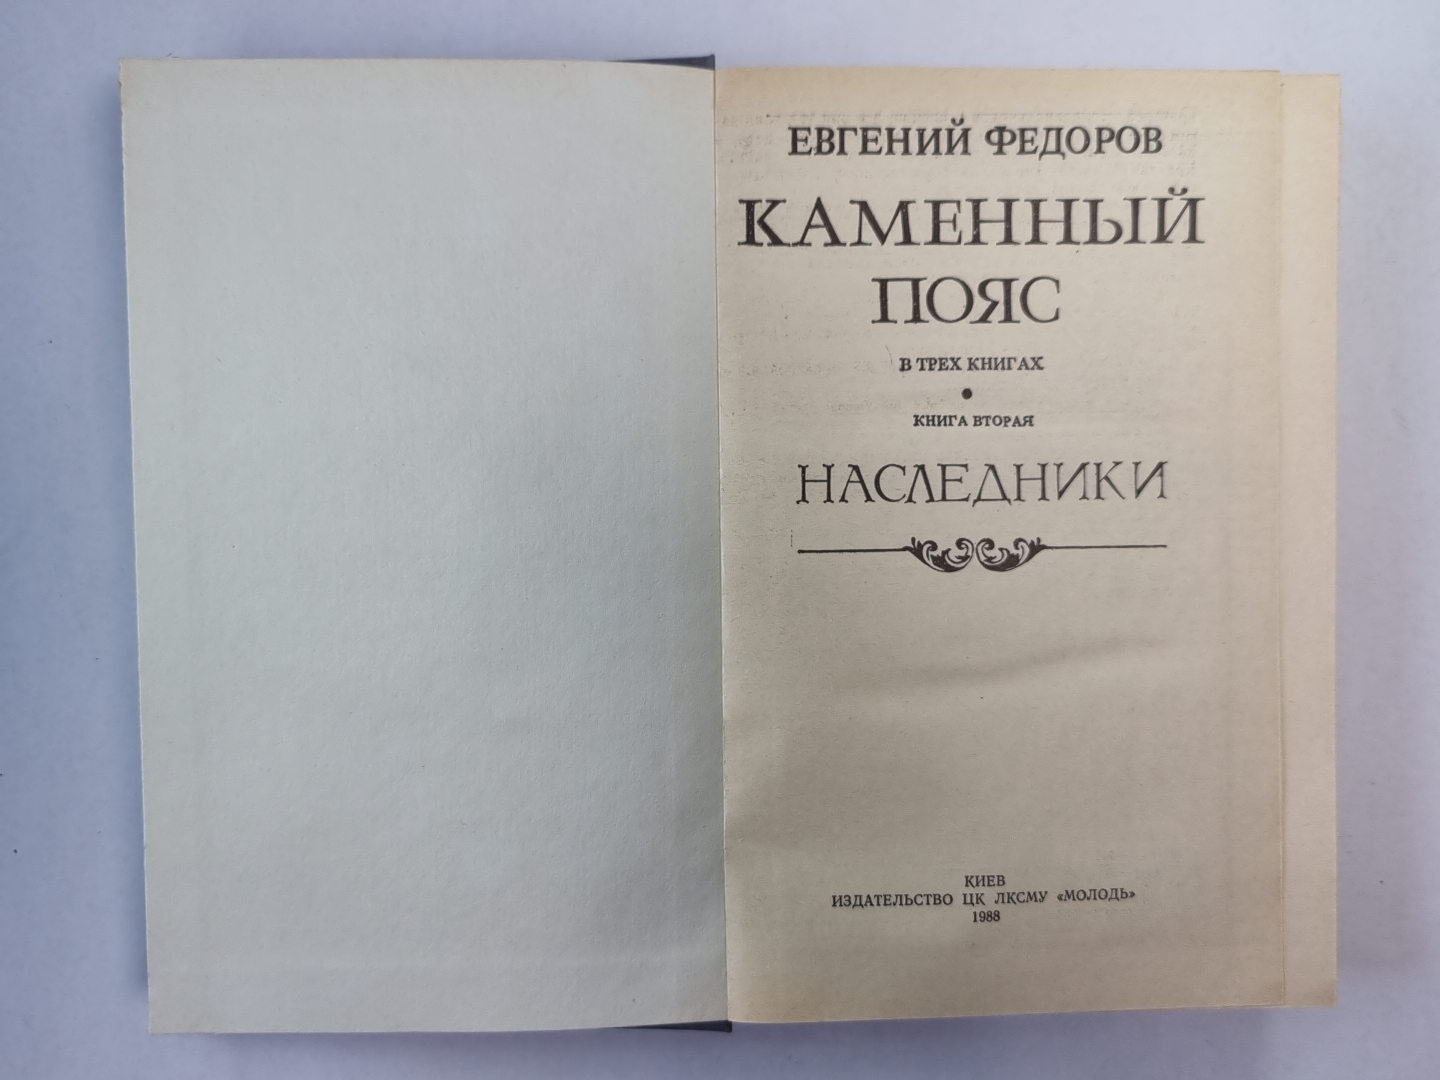 ЕВГЕНИЙ ФЕДОРОВ
КАМЕННЫЙ
ПОЯС
В ТРЕХ КНИГАХ
КНИГА ВТОРАЯ
НАСЛЕДНИКИ
КИЕВ
ИЗДАТЕЛЬСТВО ЦК ЛКСМУ «МОЛОДЬ»
1988